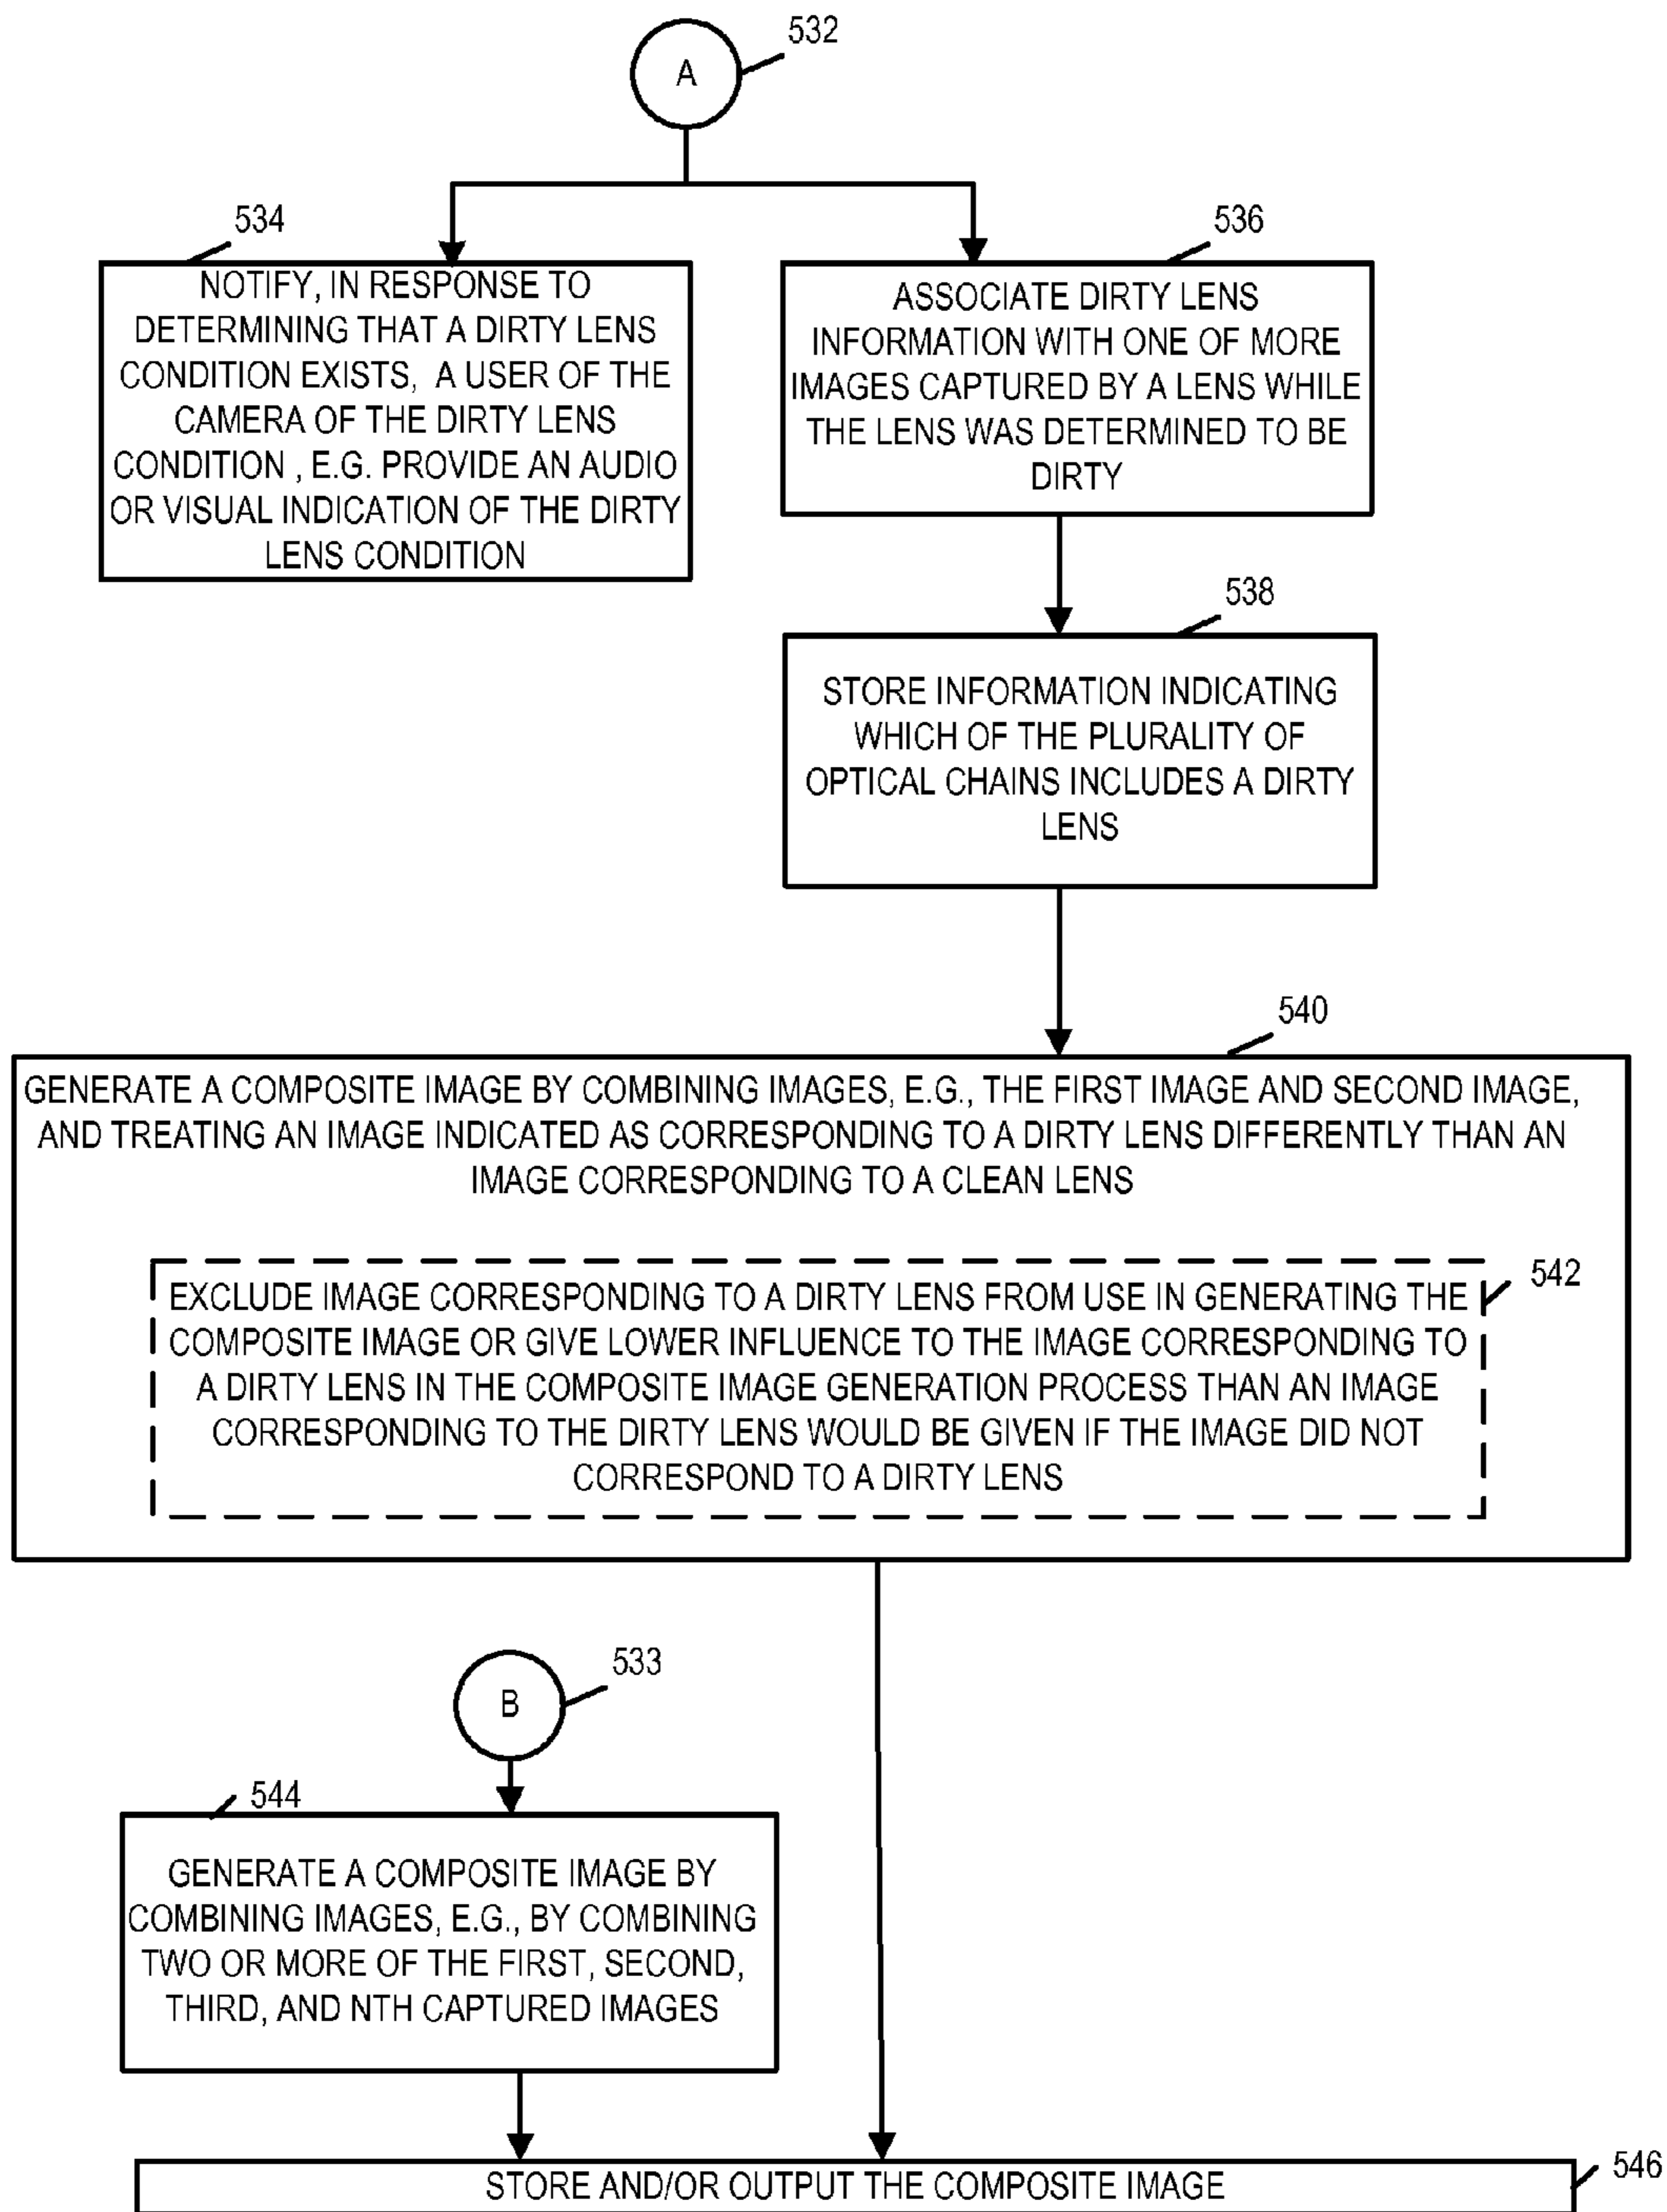 532
A
534
NOTIFY, IN RESPONSE TO
DETERMINING THAT A DIRTY LENS
CONDITION EXISTS, A USER OF THE
CAMERA OF THE DIRTY LENS
CONDITION , E.G. PROVIDE AN AUDIO
OR VISUAL INDICATION OF THE DIRTY
LENS CONDITION
536
ASSOCIATE DIRTY LENS
INFORMATION WITH ONE OF MORE
IMAGES CAPTURED BY A LENS WHILE
THE LENS WAS DETERMINED TO BE
DIRTY
538
STORE INFORMATION INDICATING
WHICH OF THE PLURALITY OF
OPTICAL CHAINS INCLUDES A DIRTY
LENS
540
GENERATE A COMPOSITE IMAGE BY COMBINING IMAGES, E.G., THE FIRST IMAGE AND SECOND IMAGE,
AND TREATING AN IMAGE INDICATED AS CORRESPONDING TO A DIRTY LENS DIFFERENTLY THAN AN
IMAGE CORRESPONDING TO A CLEAN LENS
542
EXCLUDE IMAGE CORRESPONDING TO A DIRTY LENS FROM USE IN GENERATING THE
COMPOSITE IMAGE OR GIVE LOWER INFLUENCE TO THE IMAGE CORRESPONDING TO
A DIRTY LENS IN THE COMPOSITE IMAGE GENERATION PROCESS THAN AN IMAGE
CORRESPONDING TO THE DIRTY LENS WOULD BE GIVEN IF THE IMAGE DID NOT
CORRESPOND TO A DIRTY LENS
533
B
544
GENERATE A COMPOSITE IMAGE BY
COMBINING IMAGES, E.G., BY COMBINING
TWO OR MORE OF THE FIRST, SECOND,
THIRD, AND NTH CAPTURED IMAGES
546
STORE AND/OR OUTPUT THE COMPOSITE IMAGE